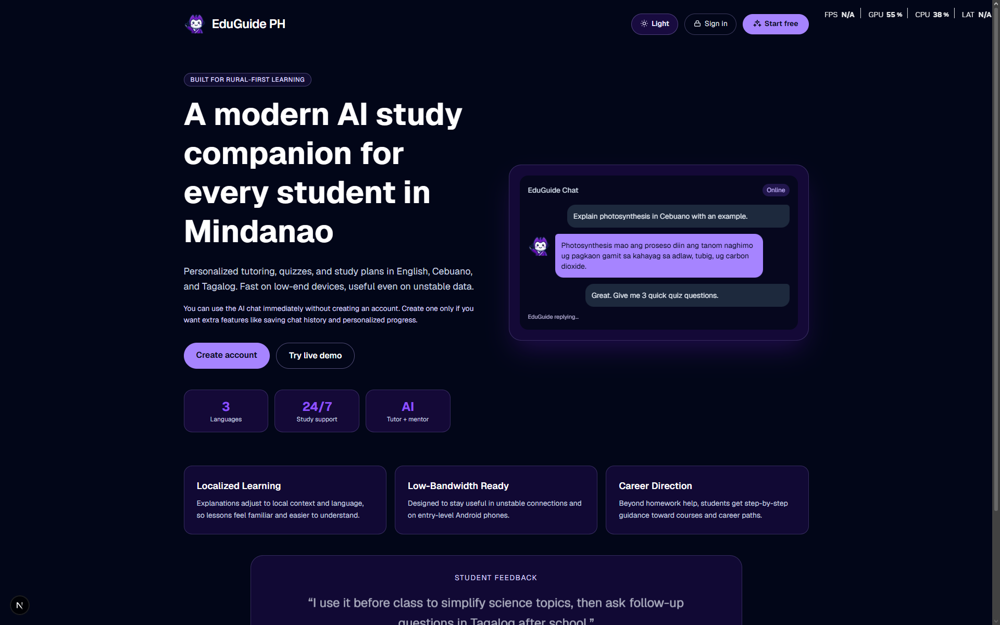 EduGuide PH
Light
Sign in
Start free
FPS N/A GPU 55 % CPU 38 % LAT N/A
BUILT FOR RURAL-FIRST LEARNING
A modern AI study
companion for
every student in
Mindanao
Personalized tutoring, quizzes, and study plans in English, Cebuano,
and Tagalog. Fast on low-end devices, useful even on unstable data.
You can use the AI chat immediately without creating an account. Create one only if you
want extra features like saving chat history and personalized progress.
Create account
Try live demo
3
Languages
24/7
Study support
AI
Tutor + mentor
EduGuide Chat
Online
Explain photosynthesis in Cebuano with an example.
Photosynthesis mao ang proseso diin ang tanom naghimo
ug pagkaon gamit sa kahayag sa adlaw, tubig, ug carbon
dioxide.
Great. Give me 3 quick quiz questions.
EduGuide replying...
Localized Learning
Explanations adjust to local context and language,
so lessons feel familiar and easier to understand.
Low-Bandwidth Ready
Designed to stay useful in unstable connections and
on entry-level Android phones.
Career Direction
Beyond homework help, students get step-by-step
guidance toward courses and career paths.
STUDENT FEEDBACK
“I use it before class to simplify science topics, then ask follow-up
questions in Tagalog after school.”
N